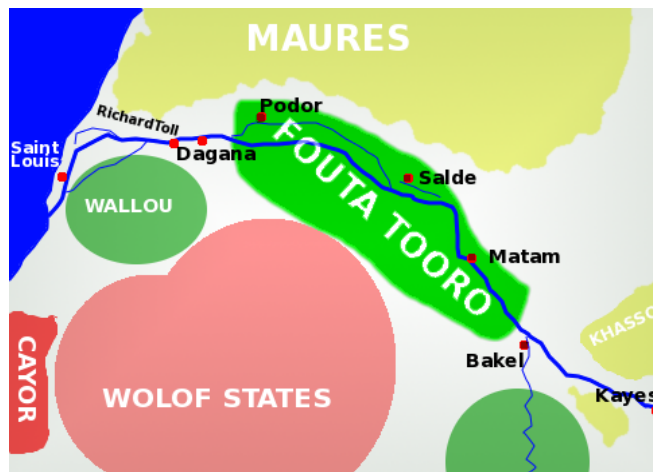 MAURES
Podor
RichardToll
Saint
Louis
Dagana
FOUTA TOORO
Salde
WALLOU
Matam
KHASSO
CAYOR
Bakel
WOLOF STATES
Kayes